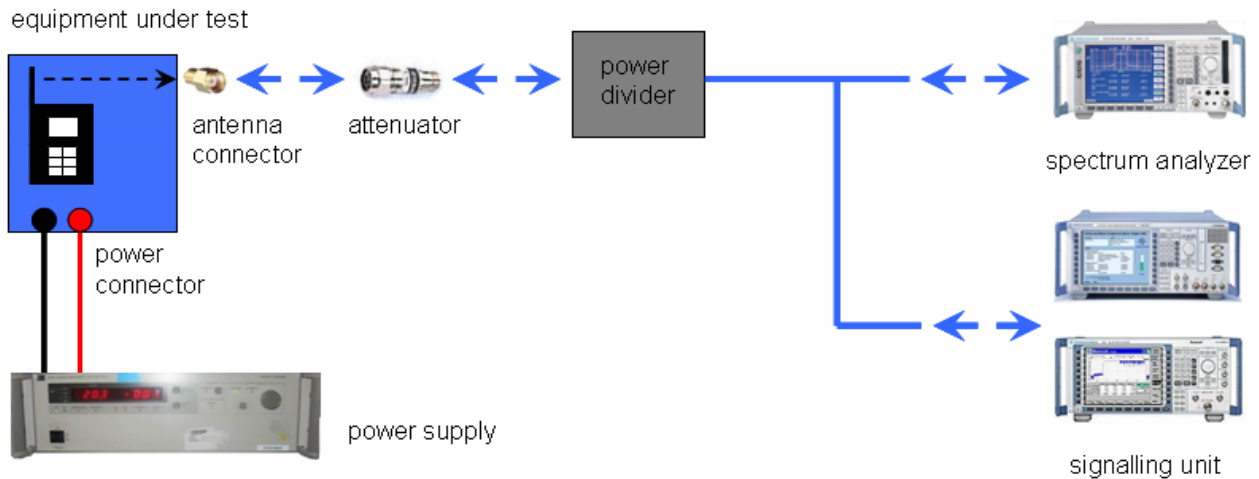 equipment under test
antenna
connector
attenuator
power
divider
spectrum analyzer
power
connector
power supply
signalling unit